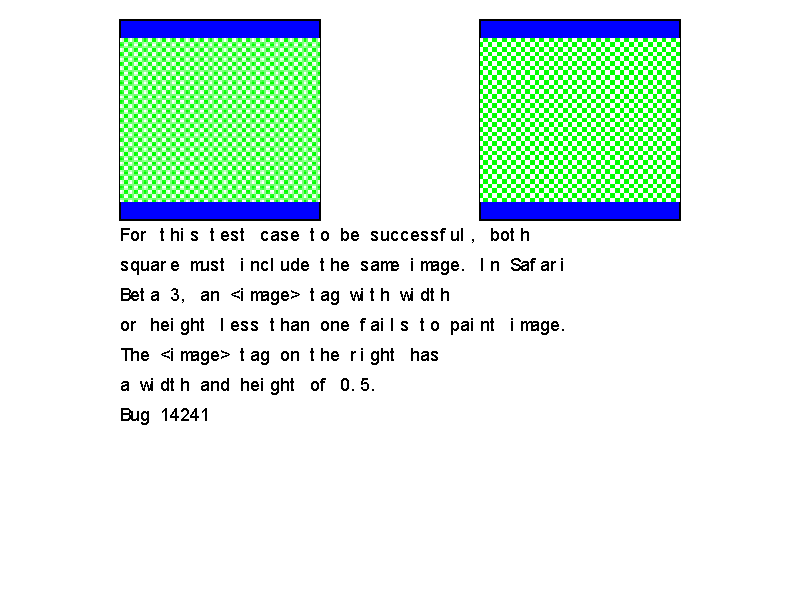 For this test case to be successful, both
square must include the same image. In Safari
Beta 3, an <image> tag with width
or height less than one fails to paint image.
The <image> tag on the right has
a width and height of 0.5.
Bug 14241